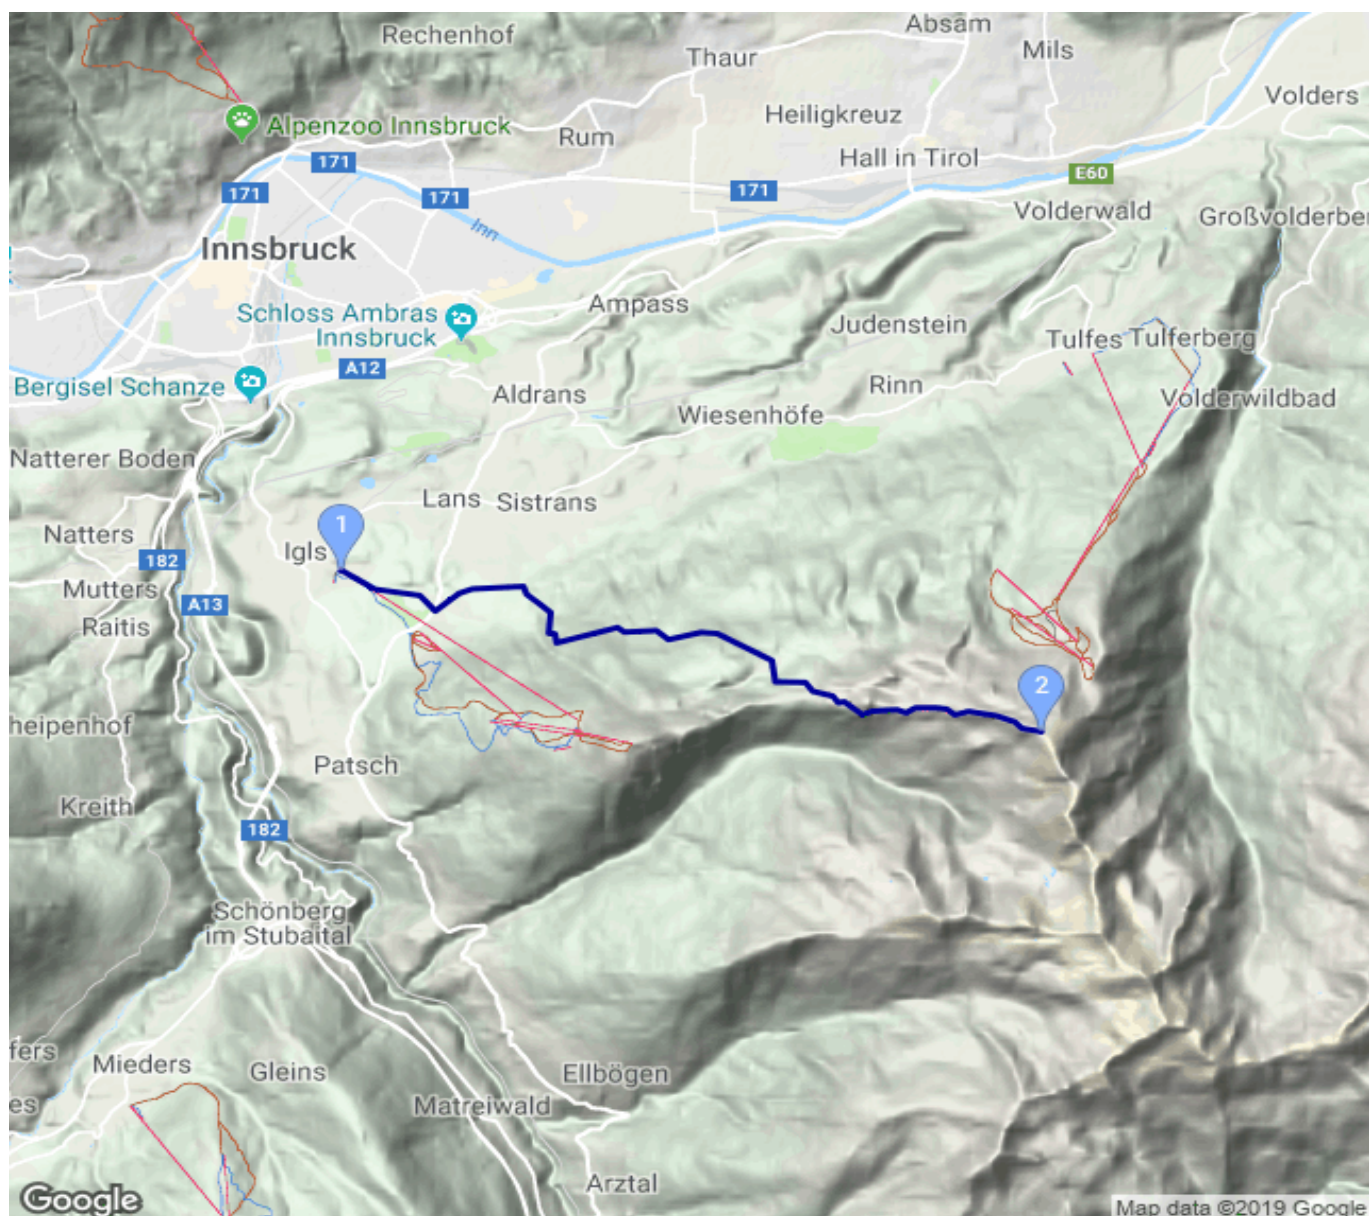 Absam
Rechenhof
Mils
Thaur
Volders
Heiligkreuz
Alpenzoo Innsbruck
Rum
Hall in Tirol
171
E60
171
171
171
Volderwald
Großvolderber
Inn
Innsbruck
Ampass
Schloss Ambras
Innsbruck
Judenstein
Tulfes
Tulferberg
A12
Bergisel Schanze
Rinn
Aldrans
Volderwildbad
Wiesenhöfe
Natterer Boden
Lans
Sistrans
1
Natters
Igls
182
Mutters
A13
Raitis
2
heipenhof
Patsch
Kreith
182
Schönberg
im Stubaital
fers
Mieders
Gleins
Ellbögen
es
Matreiwald
Arztal
Google
Map data ©2019 Google